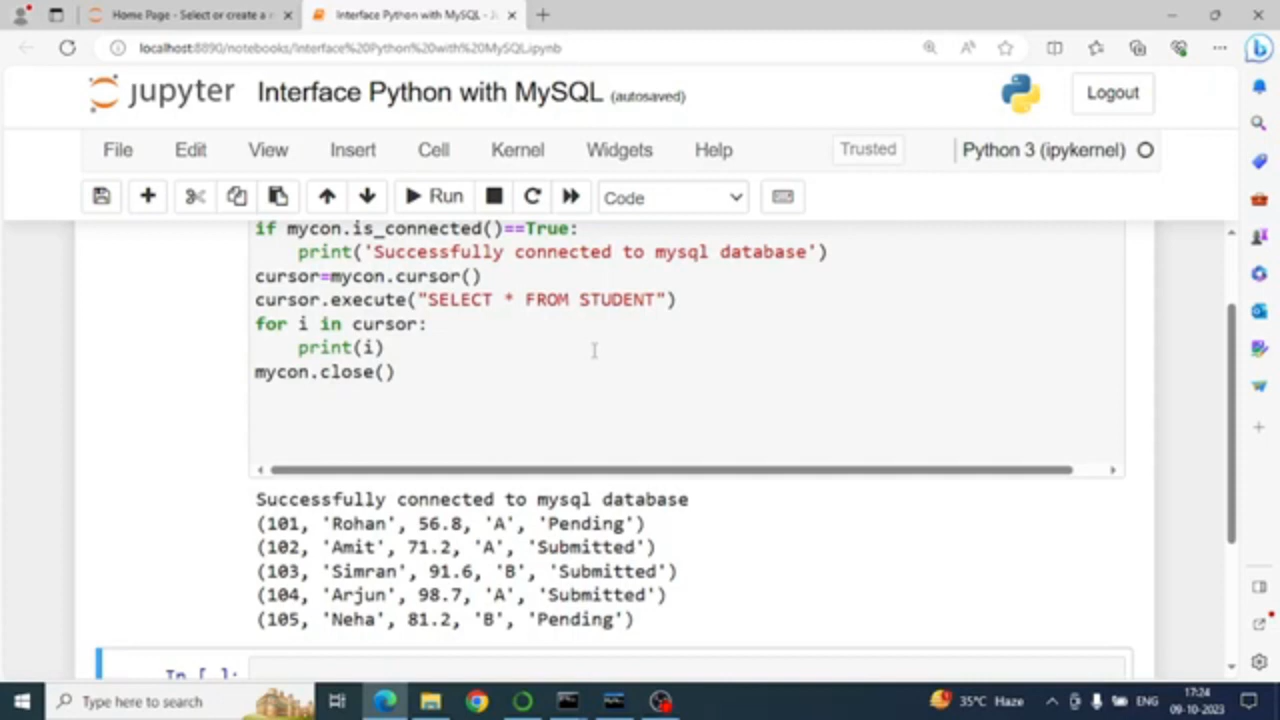 Home Page - Select or create a n
Interface Python with MySQL - Ju
localhost:8890/notebooks/Interface%20Python%20with%20MySQL.ipynb
jupyter Interface Python with MySQL (autosaved)
Logout
File Edit View Insert Cell Kernel Widgets Help Trusted Python 3 (ipykernel)
Run Code
if mycon.is_connected()==True:
    print('Successfully connected to mysql database')
cursor=mycon.cursor()
cursor.execute("SELECT * FROM STUDENT")
for i in cursor:
    print(i)
mycon.close()
Successfully connected to mysql database
(101, 'Rohan', 56.8, 'A', 'Pending')
(102, 'Amit', 71.2, 'A', 'Submitted')
(103, 'Simran', 91.6, 'B', 'Submitted')
(104, 'Arjun', 98.7, 'A', 'Submitted')
(105, 'Neha', 81.2, 'B', 'Pending')
In [ ]:
Type here to search
35°C Haze
ENG
17:24
09-10-2023